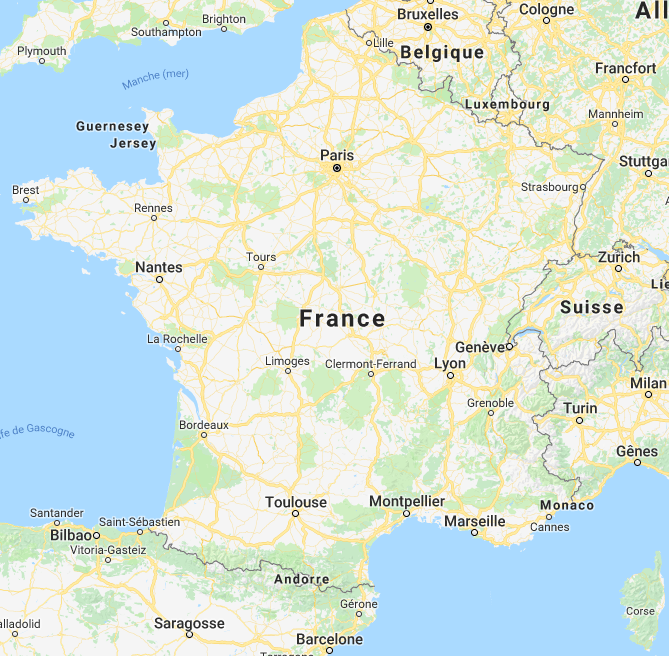 Brighton
Southampton
Plymouth
Bruxelles
Cologne
All
Lille
Belgique
Francfort
Manche (mer)
Luxembourg
Mannheim
Guernesey
Jersey
Paris
Stuttga
Strasbourg
Brest
Rennes
Tours
Nantes
Zurich
Lie
Suisse
France
La Rochelle
Genève
Limoges
Clermont-Ferrand
Lyon
Milan
Grenoble
Turin
Bordeaux
fe de Gascogne
Gênes
Toulouse
Montpellier
Monaco
Santander
Saint-Sébastien
Marseille
Cannes
Bilbao
Vitoria-Gasteiz
Andorre
Gérone
Corse
alladolid
Saragosse
Barcelone